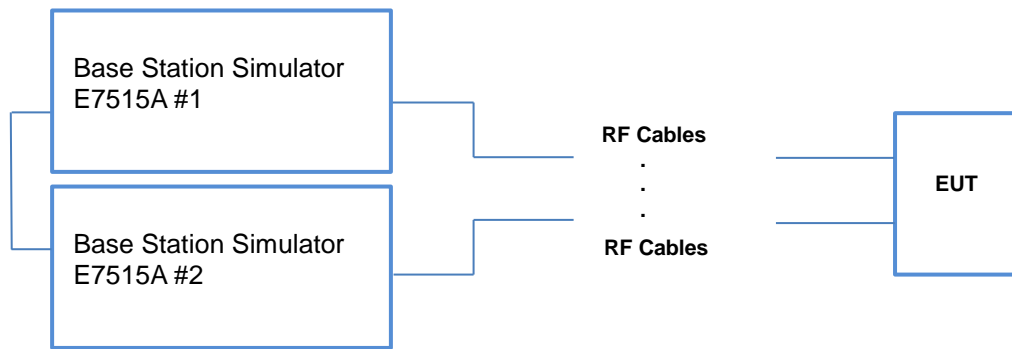 Base Station Simulator
E7515A #1
RF Cables
.
.
.
RF Cables
EUT
Base Station Simulator
E7515A #2